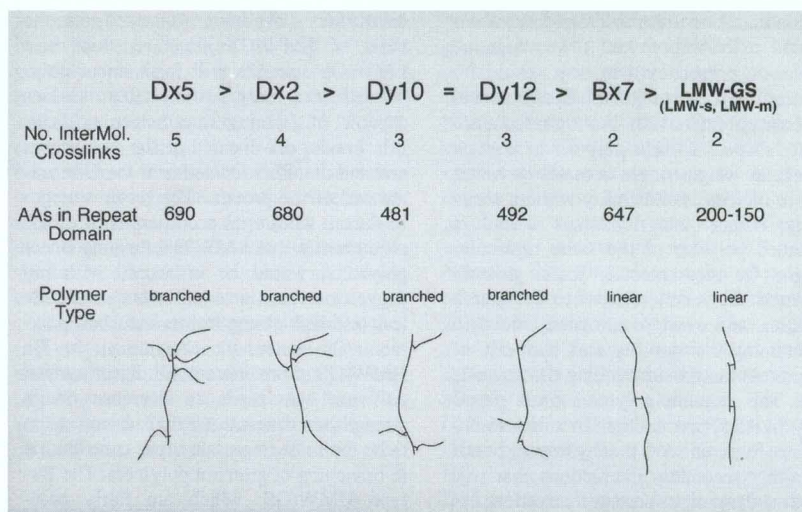 Dx5 > Dx2 > Dy10 = Dy12 > Bx7 > LMW-GS
(LMW-s, LMW-m)
No. InterMol. Crosslinks 5 4 3 3 2 2
AAs in Repeat Domain 690 680 481 492 647 200-150
Polymer Type branched branched branched branched linear linear